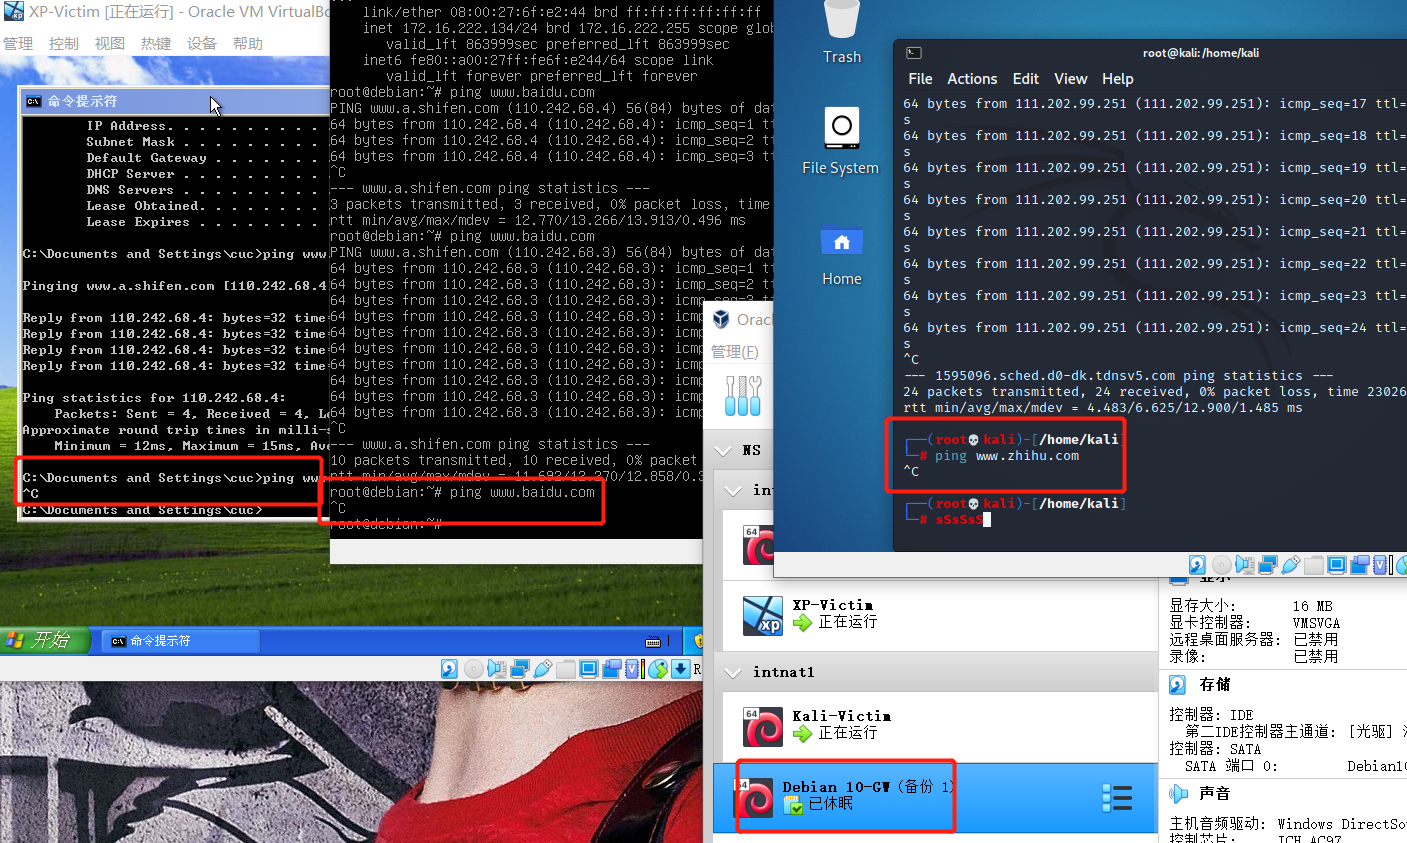 XP-Victim [正在运行] - Oracle VM VirtualBo
管理 控制 视图 热键 设备 帮助
命令提示符
IP Address. . . . . . . . . .
Subnet Mask . . . . . . . . .
Default Gateway . . . . . . .
DHCP Server . . . . . . . . .
DNS Servers . . . . . . . . .
Lease Obtained. . . . . . . .
Lease Expires . . . . . . . .
C:\Documents and Settings\cuc>ping www
Pinging www.a.shifen.com [110.242.68.4
Reply from 110.242.68.4: bytes=32 time
Reply from 110.242.68.4: bytes=32 time
Reply from 110.242.68.4: bytes=32 time
Reply from 110.242.68.4: bytes=32 time
Ping statistics for 110.242.68.4:
Packets: Sent = 4, Received = 4, Lo
Approximate round trip times in milli-s
Minimum = 12ms, Maximum = 15ms, Ave
C:\Documents and Settings\cuc>ping ww
^C
C:\Documents and Settings\cuc>
开始
命令提示符
R
link/ether 08:00:27:6f:e2:44 brd ff:ff:ff:ff:ff:ff
inet 172.16.222.134/24 brd 172.16.222.255 scope glob
valid_lft 863999sec preferred_lft 863999sec
inet6 fe80::a00:27ff:fe6f:e244/64 scope link
valid_lft forever preferred_lft forever
root@debian:~# ping www.baidu.com
PING www.a.shifen.com (110.242.68.4) 56(84) bytes of dat
64 bytes from 110.242.68.4 (110.242.68.4): icmp_seq=1 tt
64 bytes from 110.242.68.4 (110.242.68.4): icmp_seq=2 tt
64 bytes from 110.242.68.4 (110.242.68.4): icmp_seq=3 tt
^C
--- www.a.shifen.com ping statistics ---
3 packets transmitted, 3 received, 0% packet loss, time
rtt min/avg/max/mdev = 12.770/13.266/13.913/0.496 ms
root@debian:~# ping www.baidu.com
PING www.a.shifen.com (110.242.68.3) 56(84) bytes of dat
64 bytes from 110.242.68.3 (110.242.68.3): icmp_seq=1 tt
64 bytes from 110.242.68.3 (110.242.68.3): icmp_seq=2 tt
64 bytes from 110.242.68.3 (110.242.68.3): icmp_seq=3 tt
64 bytes from 110.242.68.3 (110.242.68.3):
64 bytes from 110.242.68.3 (110.242.68.3):
64 bytes from 110.242.68.3 (110.242.68.3):
64 bytes from 110.242.68.3 (110.242.68.3):
64 bytes from 110.242.68.3 (110.242.68.3):
64 bytes from 110.242.68.3 (110.242.68.3):
64 bytes from 110.242.68.3 (110.242.68.3):
^C
--- www.a.shifen.com ping statistics ---
10 packets transmitted, 10 received, 0% packet
rtt min/avg/max/mdev = 11.692/12.270/12.858/0.3
root@debian:~# ping www.baidu.com
^C
root@debian:~#
Trash
File System
Home
root@kali: /home/kali
File Actions Edit View Help
64 bytes from 111.202.99.251 (111.202.99.251): icmp_seq=17 ttl=
s
64 bytes from 111.202.99.251 (111.202.99.251): icmp_seq=18 ttl=
s
64 bytes from 111.202.99.251 (111.202.99.251): icmp_seq=19 ttl=
s
64 bytes from 111.202.99.251 (111.202.99.251): icmp_seq=20 ttl=
s
64 bytes from 111.202.99.251 (111.202.99.251): icmp_seq=21 ttl=
s
64 bytes from 111.202.99.251 (111.202.99.251): icmp_seq=22 ttl=
s
64 bytes from 111.202.99.251 (111.202.99.251): icmp_seq=23 ttl=
s
64 bytes from 111.202.99.251 (111.202.99.251): icmp_seq=24 ttl=
s
^C
--- 1595096.sched.d0-dk.tdnsv5.com ping statistics ---
24 packets transmitted, 24 received, 0% packet loss, time 23026
rtt min/avg/max/mdev = 4.483/6.625/12.900/1.485 ms
(root💀kali)-[/home/kali]
# ping www.zhihu.com
^C
(root💀kali)-[/home/kali]
# sSsSsS
Oracl
管理(F)
NS
int
64
XP-Victim
正在运行
intnat1
64
Kali-Victim
正在运行
64
Debian 10-GW (备份 1)
已休眠
显示
显存大小: 16 MB
显卡控制器: VMSVGA
远程桌面服务器: 已禁用
录像: 已禁用
存储
控制器: IDE
第二IDE控制器主通道: [光驱]
控制器: SATA
SATA 端口 0: Debian10
声音
主机音频驱动: Windows DirectSo
控制芯片: ICH AC97